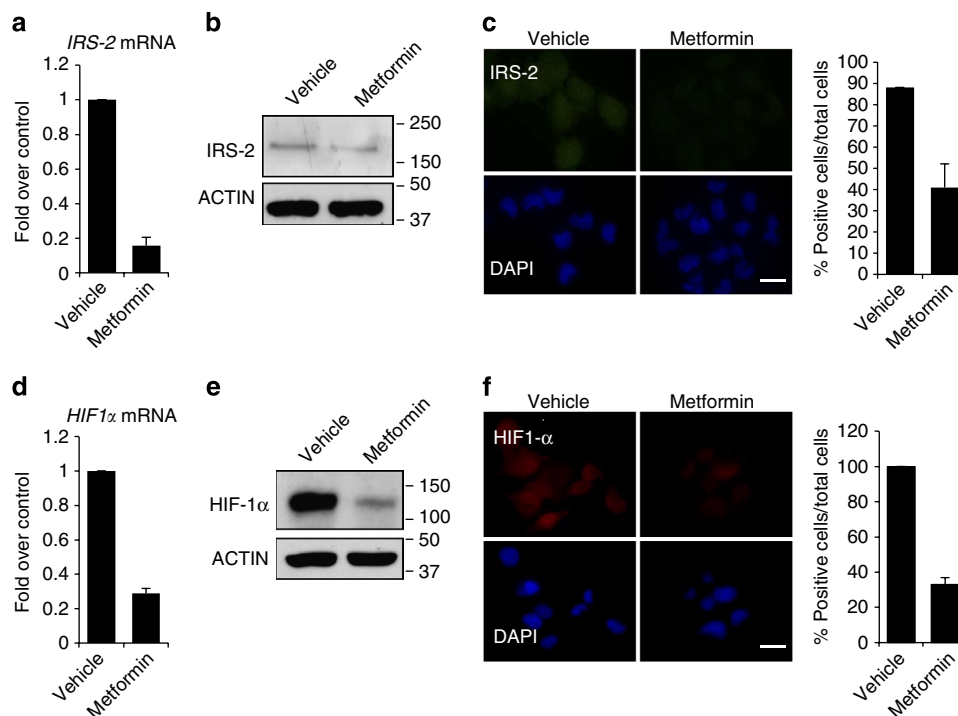 a
IRS-2 mRNA
Fold over control
1.2
1
0.8
0.6
0.4
0.2
0
Vehicle
Metformin
b
Vehicle
Metformin
IRS-2
250
150
ACTIN
50
37
c
Vehicle
Metformin
IRS-2
DAPI
% Positive cells/total cells
100
90
80
70
60
50
40
30
20
10
0
Vehicle
Metformin
d
HIF1α mRNA
Fold over control
1.2
1
0.8
0.6
0.4
0.2
0
Vehicle
Metformin
e
Vehicle
Metformin
HIF-1α
150
100
ACTIN
50
37
f
Vehicle
Metformin
HIF1-α
DAPI
% Positive cells/total cells
120
100
80
60
40
20
0
Vehicle
Metformin